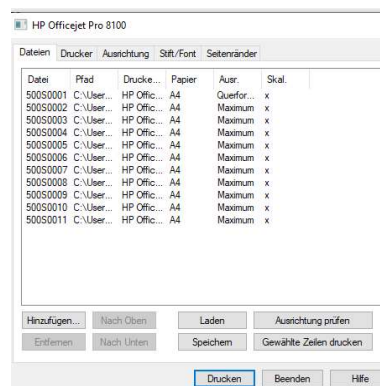 HP Officejet Pro 8100
Dateien Drucker Ausrichtung Stift/Font Seitenränder
Datei Pfad Drucke... Papier Ausr. Skal.
500S0001 C:\User... HP Offic... A4 Querfor... x
500S0002 C:\User... HP Offic... A4 Maximum x
500S0003 C:\User... HP Offic... A4 Maximum x
500S0004 C:\User... HP Offic... A4 Maximum x
500S0005 C:\User... HP Offic... A4 Maximum x
500S0006 C:\User... HP Offic... A4 Maximum x
500S0007 C:\User... HP Offic... A4 Maximum x
500S0008 C:\User... HP Offic... A4 Maximum x
500S0009 C:\User... HP Offic... A4 Maximum x
500S0010 C:\User... HP Offic... A4 Maximum x
500S0011 C:\User... HP Offic... A4 Maximum x
Hinzufügen... Nach Oben Laden Ausrichtung prüfen
Entfernen Nach Unten Speichern Gewählte Zeilen drucken
Drucken Beenden Hilfe